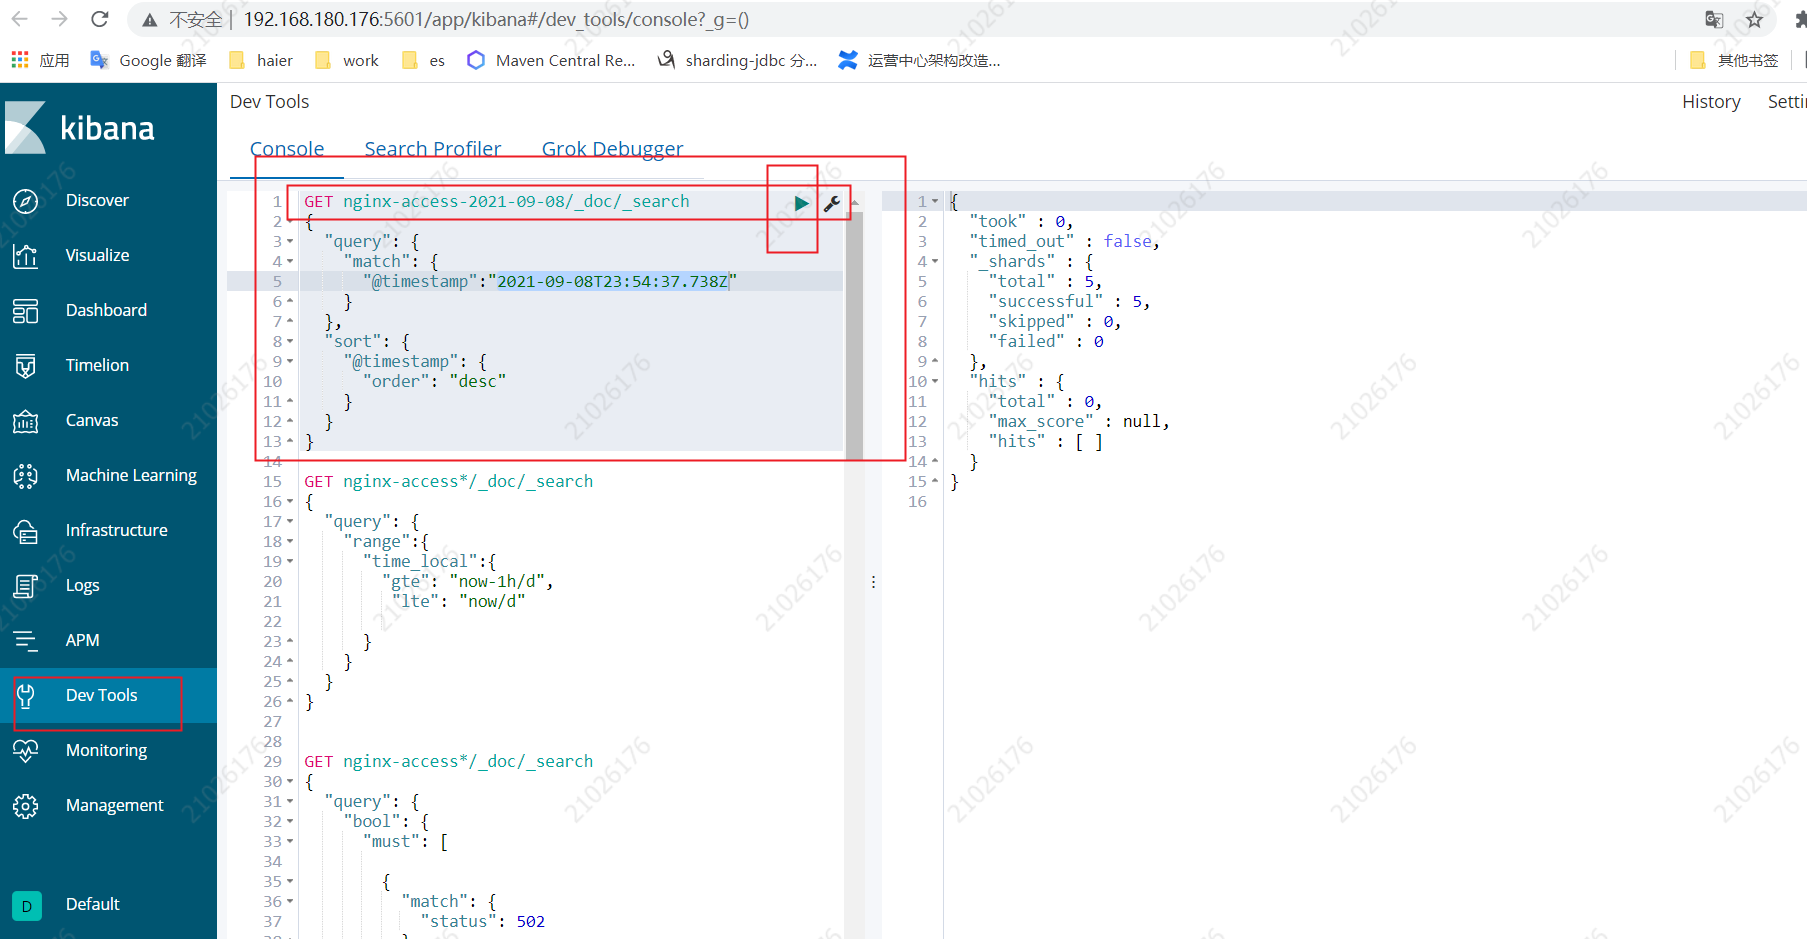 不安全 192.168.180.176:5601/app/kibana#/dev_tools/console?_g=()
应用 Google 翻译 haier work es Maven Central Re... sharding-jdbc 分... 运营中心架构改造... 其他书签
kibana
Discover
Visualize
Dashboard
Timelion
Canvas
Machine Learning
Infrastructure
Logs
APM
Dev Tools
Monitoring
Management
D Default
Dev Tools
History Setti
Console Search Profiler Grok Debugger
1 GET nginx-access-2021-09-08/_doc/_search
2 {
3 "query": {
4 "match": {
5 "@timestamp":"2021-09-08T23:54:37.738Z"
6 }
7 },
8 "sort": {
9 "@timestamp": {
10 "order": "desc"
11 }
12 }
13 }
14
15 GET nginx-access*/_doc/_search
16 {
17 "query": {
18 "range":{
19 "time_local":{
20 "gte": "now-1h/d",
21 "lte": "now/d"
22
23 }
24 }
25 }
26 }
27
28
29 GET nginx-access*/_doc/_search
30 {
31 "query": {
32 "bool": {
33 "must": [
34
35 {
36 "match": {
37 "status": 502
1 {
2 "took" : 0,
3 "timed_out" : false,
4 "_shards" : {
5 "total" : 5,
6 "successful" : 5,
7 "skipped" : 0,
8 "failed" : 0
9 },
10 "hits" : {
11 "total" : 0,
12 "max_score" : null,
13 "hits" : [ ]
14 }
15 }
16
21026176